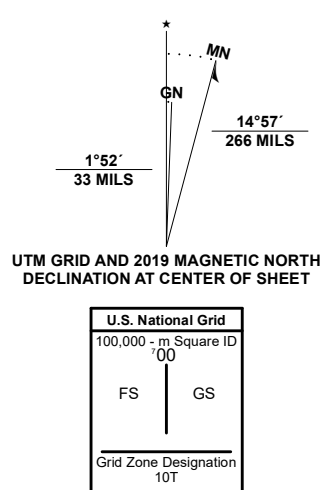 ★
MN
GN
1°52´
33 MILS
14°57´
266 MILS
UTM GRID AND 2019 MAGNETIC NORTH
DECLINATION AT CENTER OF SHEET
U.S. National Grid
100,000 - m Square ID
⁷00
FS GS
Grid Zone Designation
10T